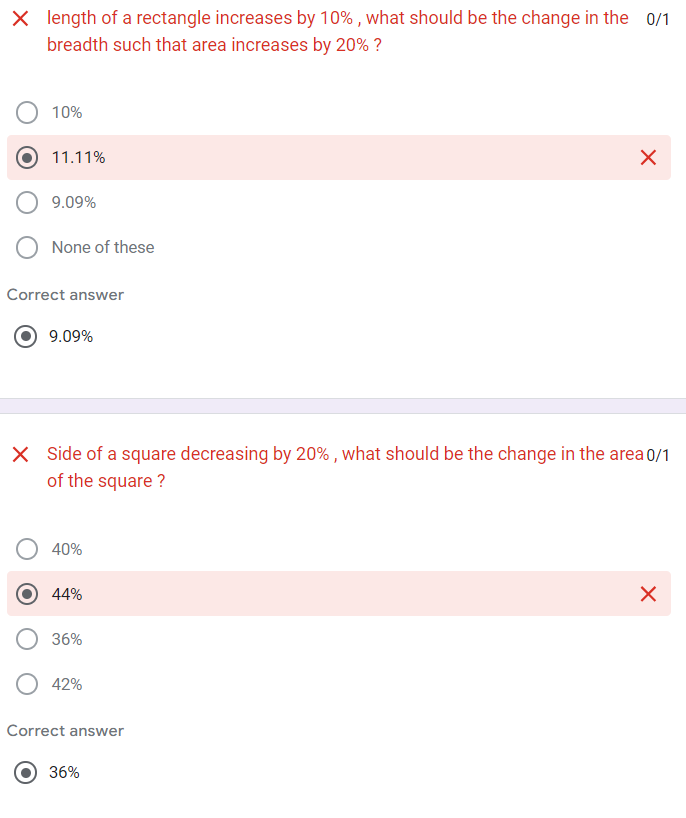 length of a rectangle increases by 10% , what should be the change in the 0/1
breadth such that area increases by 20% ?
10%
11.11%
9.09%
None of these
Correct answer
9.09%
Side of a square decreasing by 20% , what should be the change in the area 0/1
of the square ?
40%
44%
36%
42%
Correct answer
36%